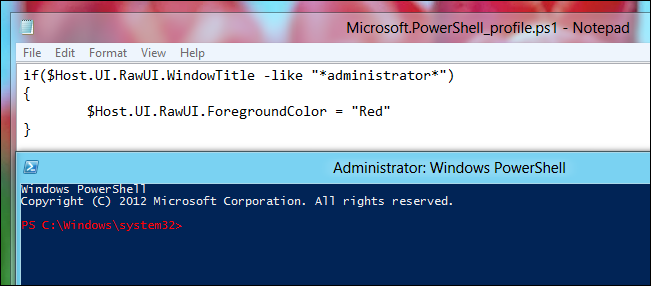 Microsoft.PowerShell_profile.ps1 - Notepad
File Edit Format View Help
if($Host.UI.RawUI.WindowTitle -like "*administrator*")
{
        $Host.UI.RawUI.ForegroundColor = "Red"
}
Administrator: Windows PowerShell
Windows PowerShell
Copyright (C) 2012 Microsoft Corporation. All rights reserved.
PS C:\Windows\system32>